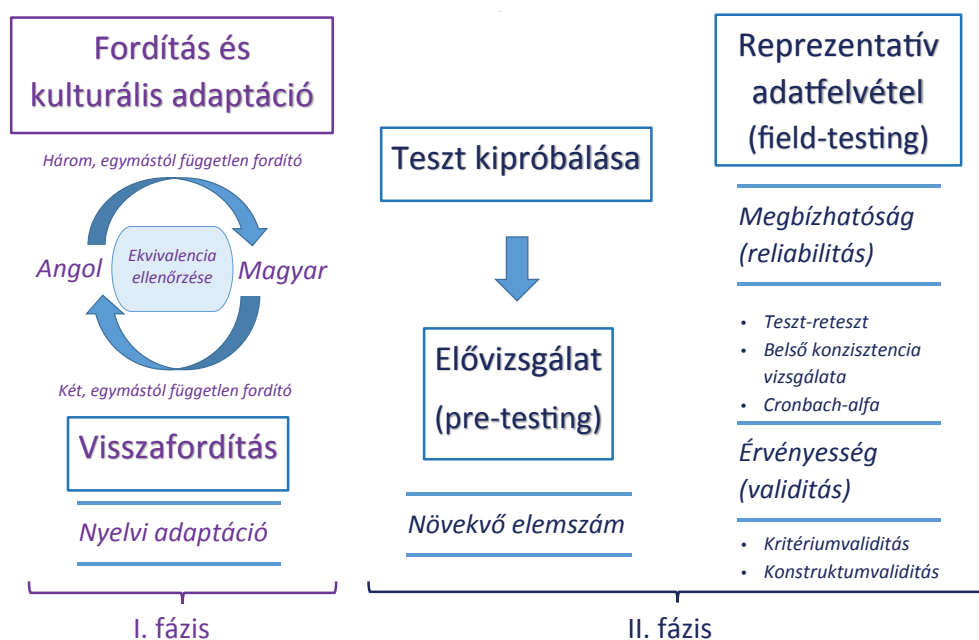 Fordítás és
kulturális adaptáció
Három, egymástól független fordító
Angol
Ekvivalencia
ellenőrzése
Magyar
Két, egymástól független fordító
Visszafordítás
Nyelvi adaptáció
I. fázis
Teszt kipróbálása
Elővizsgálat
(pre-testing)
Növekvő elemszám
Reprezentatív
adatfelvétel
(field-testing)
Megbízhatóság
(reliabilitás)
• Teszt-reteszt
• Belső konzisztencia
vizsgálata
• Cronbach-alfa
Érvényesség
(validitás)
• Kritériumvaliditás
• Konstruktumvaliditás
II. fázis